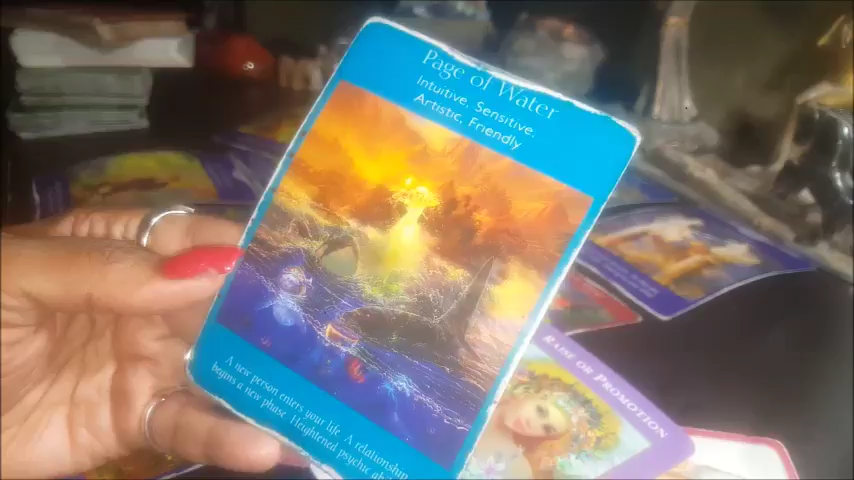 Page of Water
Intuitive, Sensitive,
Artistic, Friendly
A new person enters your life. A relationship
begins a new phase. Heightened psychic
RAISE OR PROMOTION